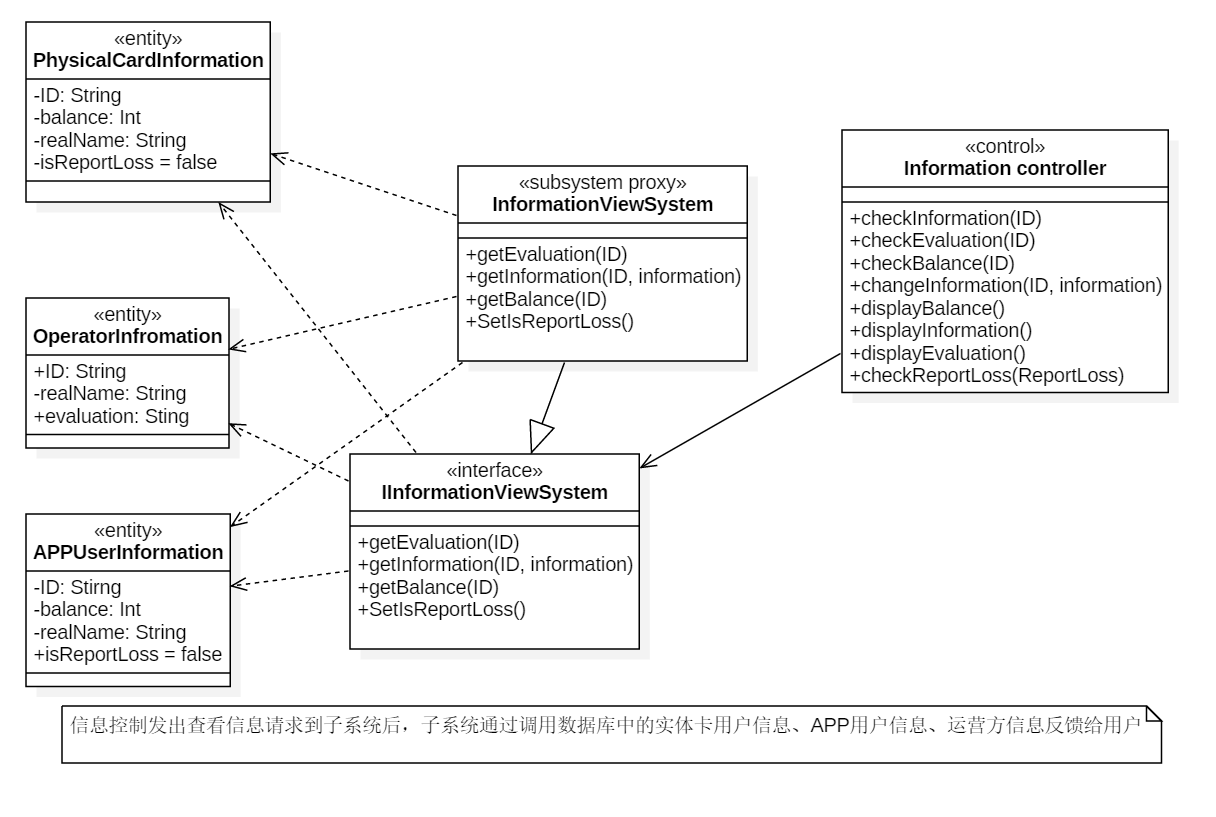 «entity»
PhysicalCardInformation
-ID: String
-balance: Int
-realName: String
-isReportLoss = false
«entity»
OperatorInfromation
+ID: String
-realName: String
+evaluation: Sting
«entity»
APPUserInformation
-ID: Stirng
-balance: Int
-realName: String
+isReportLoss = false
«subsystem proxy»
InformationViewSystem
+getEvaluation(ID)
+getInformation(ID, information)
+getBalance(ID)
+SetIsReportLoss()
«interface»
IInformationViewSystem
+getEvaluation(ID)
+getInformation(ID, information)
+getBalance(ID)
+SetIsReportLoss()
«control»
Information controller
+checkInformation(ID)
+checkEvaluation(ID)
+checkBalance(ID)
+changeInformation(ID, information)
+displayBalance()
+displayInformation()
+displayEvaluation()
+checkReportLoss(ReportLoss)
信息控制发出查看信息请求到子系统后，子系统通过调用数据库中的实体卡用户信息、APP用户信息、运营方信息反馈给用户